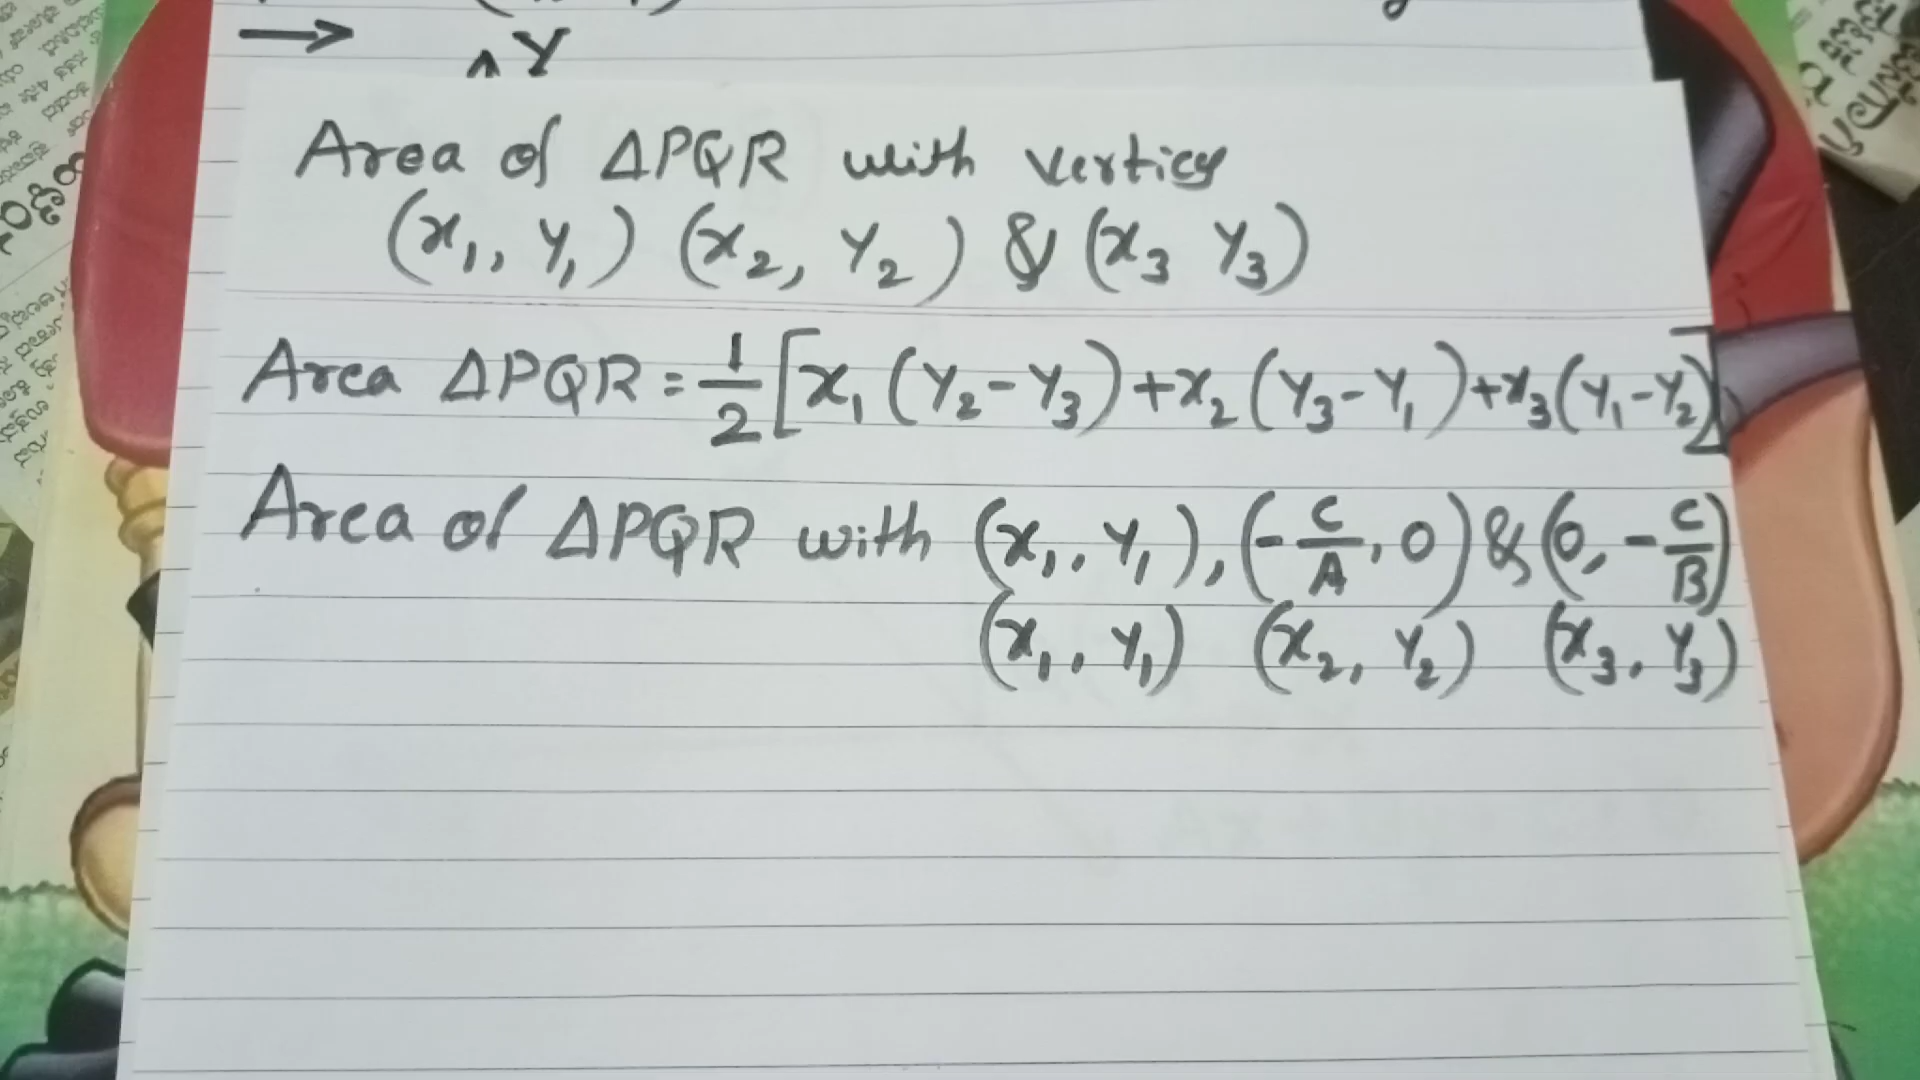 → Y
Area of ΔPQR with vertices
(x₁, y₁) (x₂, y₂) & (x₃ y₃)
Area ΔPQR = 1/2 [x₁ (y₂-y₃)+x₂ (y₃-y₁)+x₃(y₁-y₂]
Area of ΔPQR with (x₁, y₁), (-C/A, 0) & (0, -C/B)
(x₁, y₁) (x₂, y₂) (x₃, y₃)